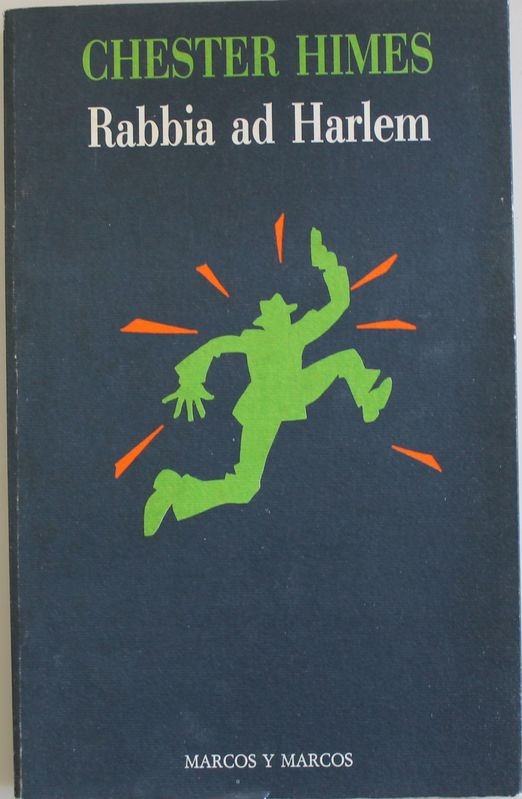 CHESTER HIMES
Rabbia ad Harlem
MARCOS Y MARCOS